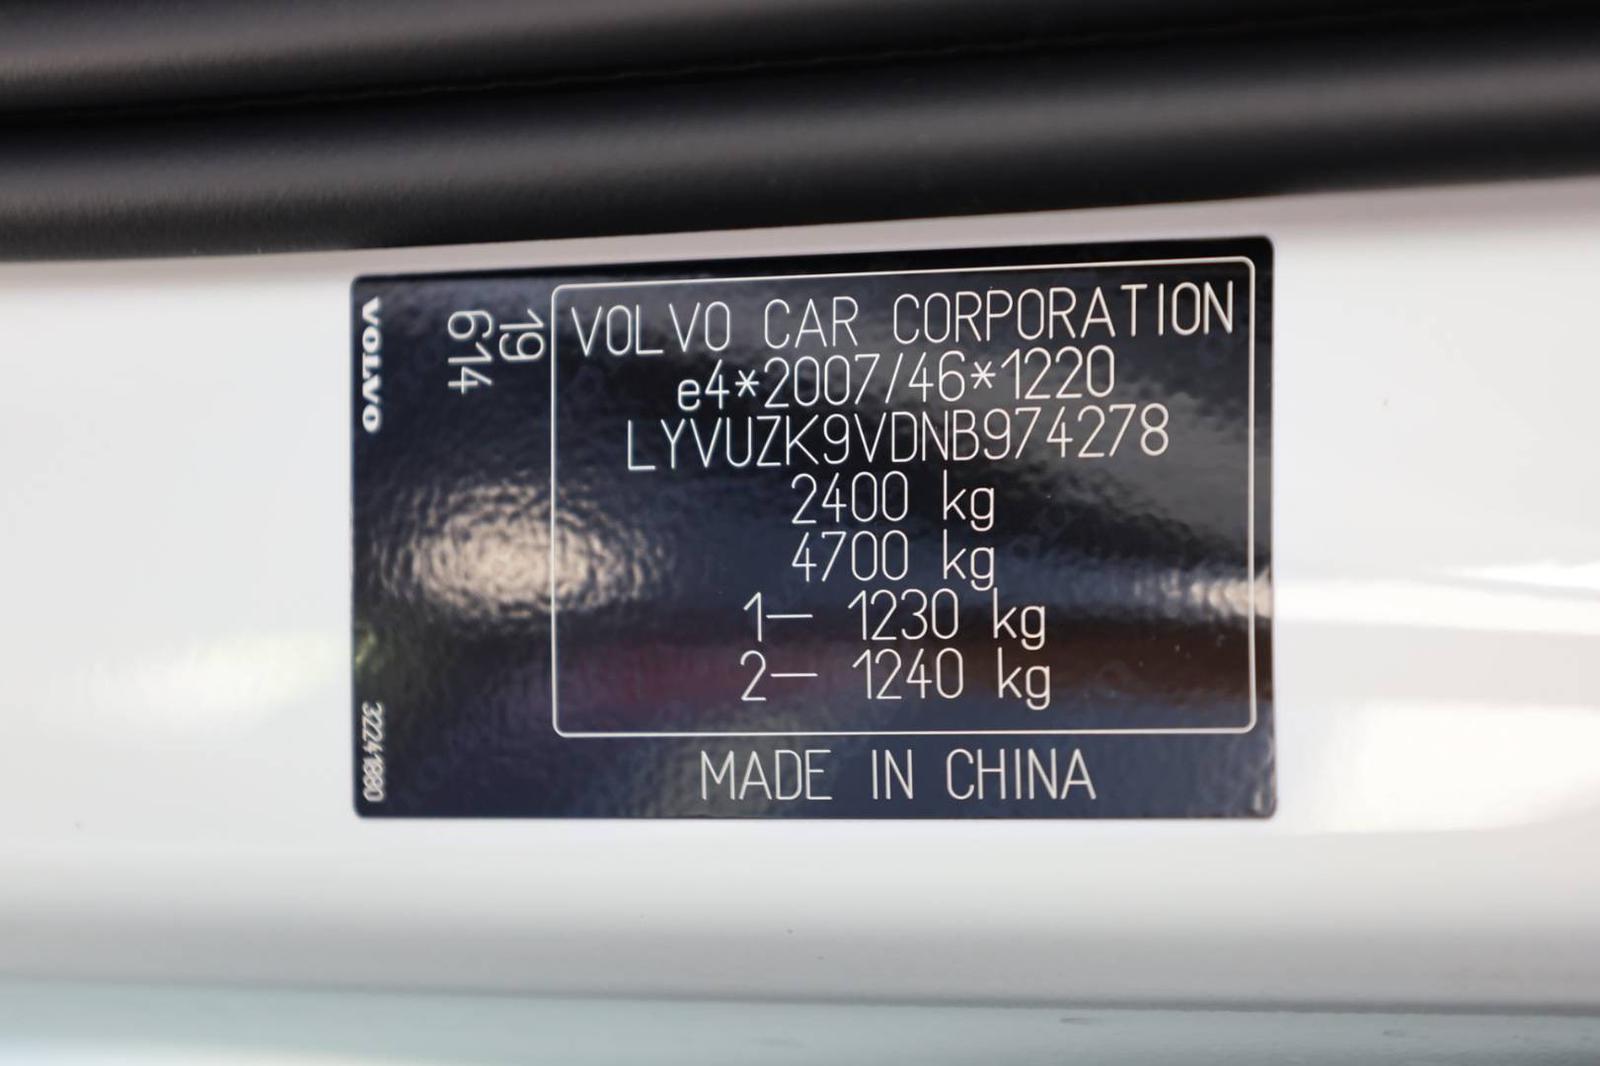 VOLVO
19
614
32241880
VOLVO CAR CORPORATION
e4*2007/46*1220
LYVUZK9VDNB974278
2400 kg
4700 kg
1— 1230 kg
2— 1240 kg
MADE IN CHINA